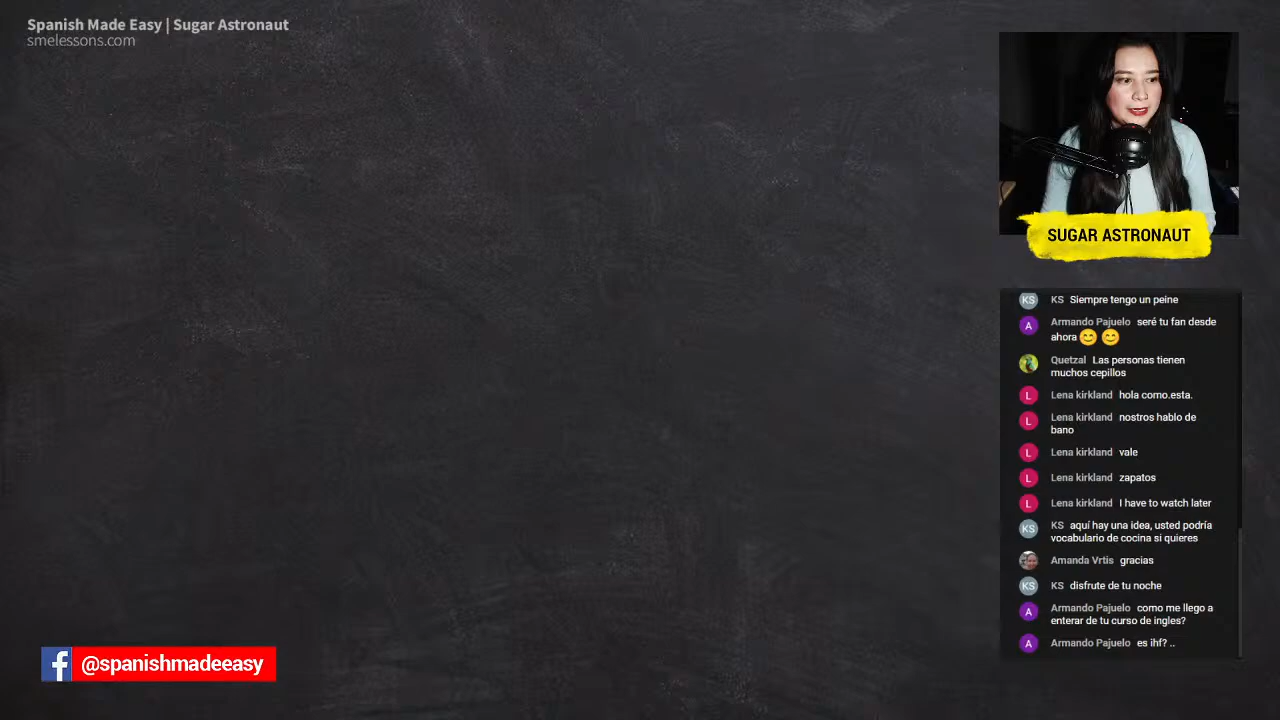 Spanish Made Easy | Sugar Astronaut
smelessons.com
SUGAR ASTRONAUT
KS KS Siempre tengo un peine
A Armando Pajuelo seré tu fan desde
ahora 😊 😊
Quetzal Las personas tienen
muchos cepillos
L Lena kirkland hola como.esta.
L Lena kirkland nostros hablo de
bano
L Lena kirkland vale
L Lena kirkland zapatos
L Lena kirkland I have to watch later
KS KS aquí hay una idea, usted podría
vocabulario de cocina si quieres
Amanda Vrtis gracias
KS KS disfrute de tu noche
A Armando Pajuelo como me llego a
enterar de tu curso de ingles?
A Armando Pajuelo es ihf? ..
f @spanishmadeeasy